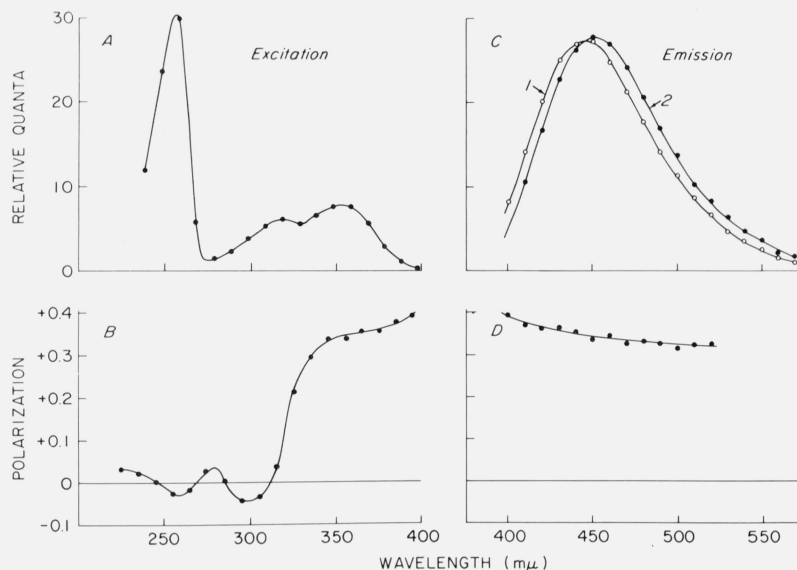 A
Excitation
RELATIVE QUANTA
30
20
10
0
C
Emission
1
2
B
POLARIZATION
+0.4
+0.3
+0.2
+0.1
0
-0.1
250
300
350
400
D
400
450
500
550
WAVELENGTH (mμ)